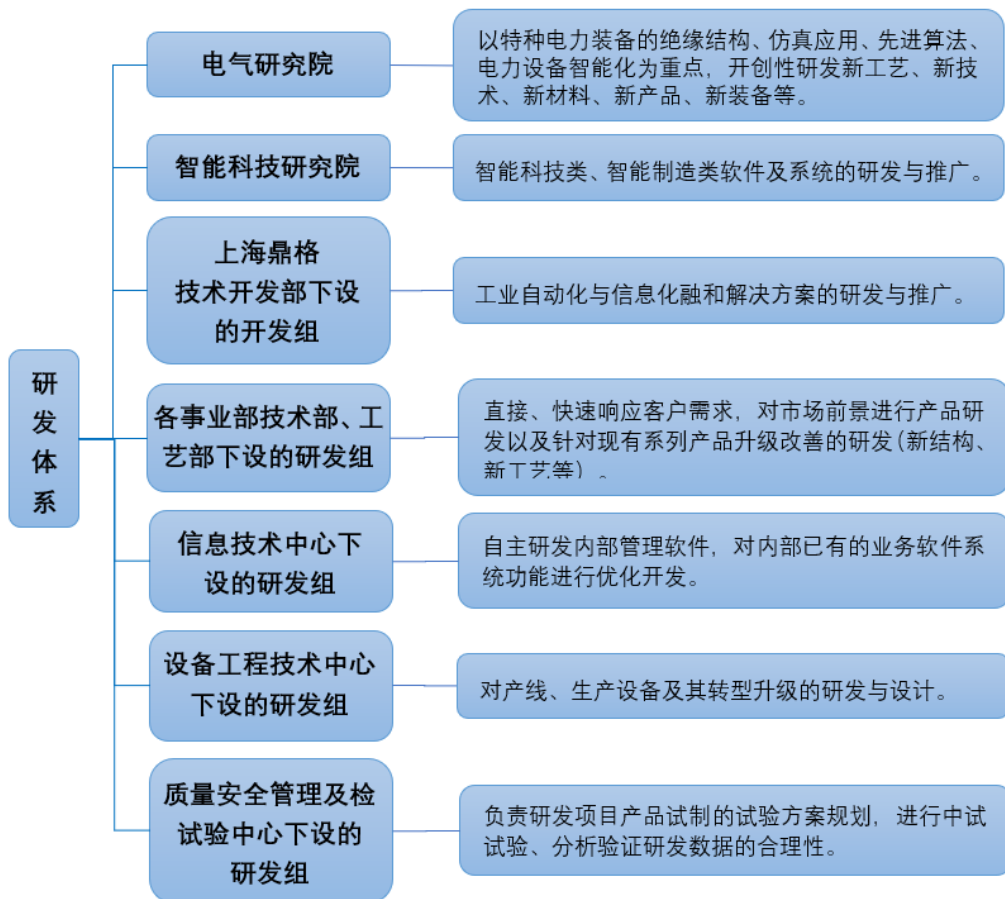 研发体系
电气研究院
以特种电力装备的绝缘结构、仿真应用、先进算法、
电力设备智能化为重点，开创性研发新工艺、新技
术、新材料、新产品、新装备等。
智能科技研究院
智能科技类、智能制造类软件及系统的研发与推广。
上海鼎格
技术开发部下设
的开发组
工业自动化与信息化融和解决方案的研发与推广。
各事业部技术部、工
艺部下设的研发组
直接、快速响应客户需求，对市场前景进行产品研
发以及针对现有系列产品升级改善的研发（新结构、
新工艺等）。
信息技术中心下
设的研发组
自主研发内部管理软件，对内部已有的业务软件系
统功能进行优化开发。
设备工程技术中心
下设的研发组
对产线、生产设备及其转型升级的研发与设计。
质量安全管理及检
试验中心下设的
研发组
负责研发项目产品试制的试验方案规划，进行中试
试验、分析验证研发数据的合理性。